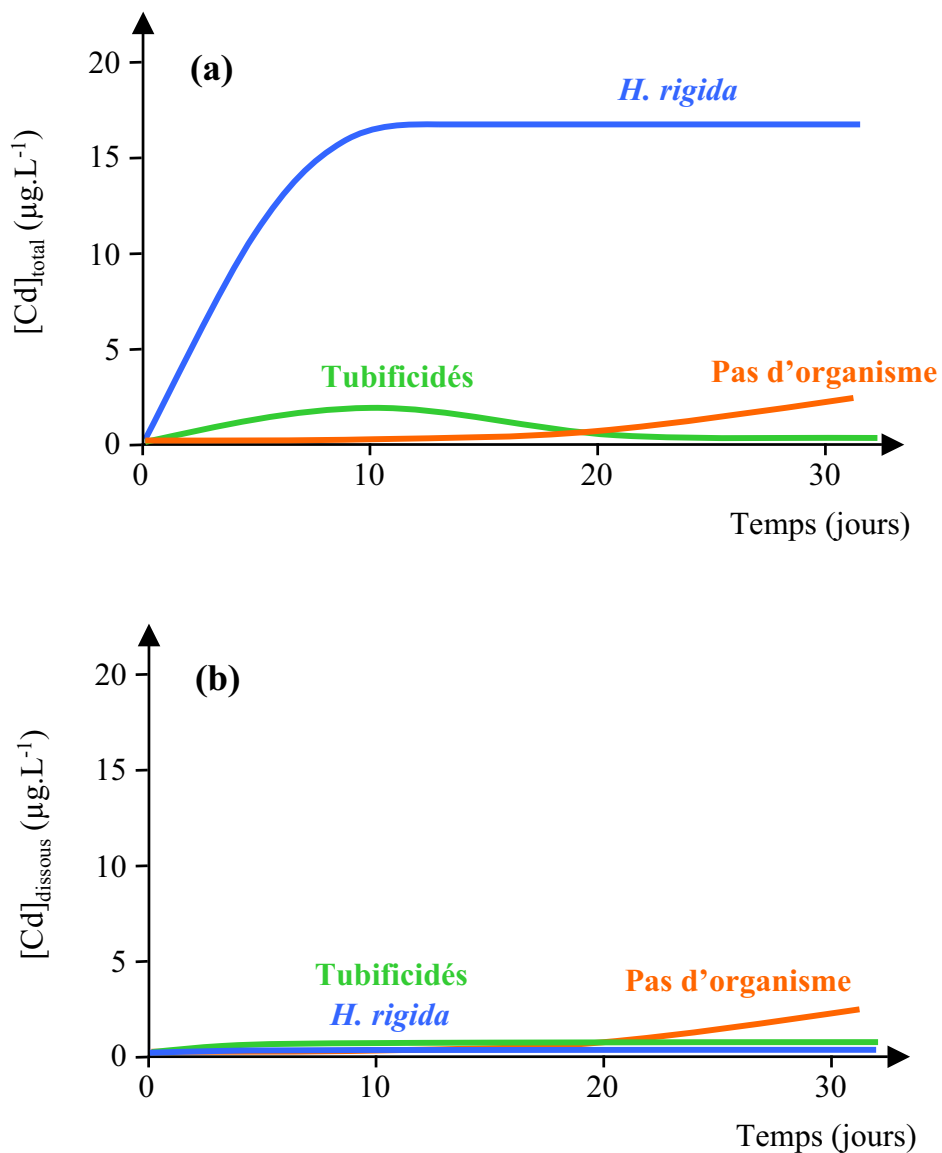 (a)
20
15
10
5
0
[Cd]total (µg.L-1)
H. rigida
Tubificidés
Pas d'organisme
0 10 20 30
Temps (jours)
(b)
20
15
10
5
0
[Cd]dissous (µg.L-1)
Tubificidés
H. rigida
Pas d'organisme
0 10 20 30
Temps (jours)